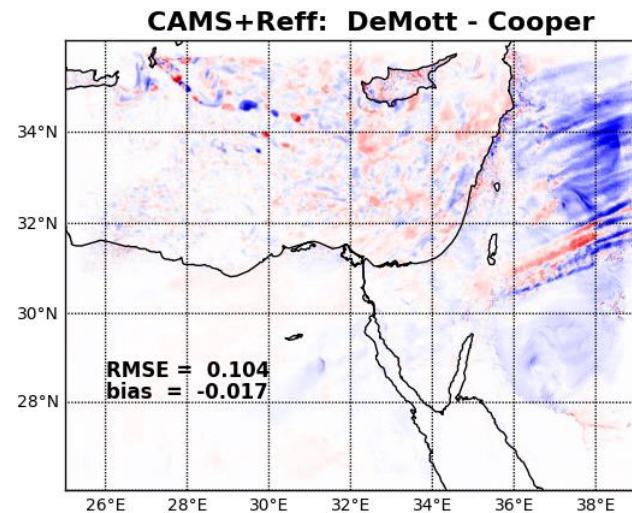 CAMS+Reff: DeMott - Cooper
34°N
32°N
30°N
28°N
RMSE = 0.104
bias = -0.017
26°E 28°E 30°E 32°E 34°E 36°E 38°E